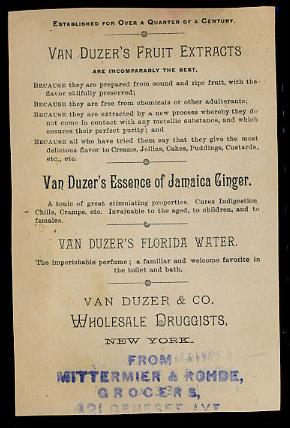 ESTABLISHED FOR OVER A QUARTER OF A CENTURY.
VAN DUZER'S FRUIT EXTRACTS
ARE INCOMPARABLY THE BEST,
BECAUSE they are prepared from sound and ripe fruit, with the
flavor skilfully preserved;
BECAUSE they are free from chemicals or other adulterants;
BECAUSE they are extracted by a new process whereby they do
not come in contact with any metallic substance, and which
ensures their perfect purity; and
BECAUSE all who have tried them say that they give the most
delicious flavor to Creams, Jellies, Cakes, Puddings, Custards,
etc., etc.
Van Duzer's Essence of Jamaica Ginger.
A tonic of great stimulating properties. Cures Indigestion
Chills, Cramps, etc. Invaluable to the aged, to children, and to
females.
VAN DUZER'S FLORIDA WATER.
The imperishable perfume; a familiar and welcome favorite in
the toilet and bath.
VAN DUZER & CO.
WHOLESALE DRUGGISTS,
NEW YORK.
FROM
MITTERMIER & ROHDE,
GROCERS,
421 GENESEE AVE